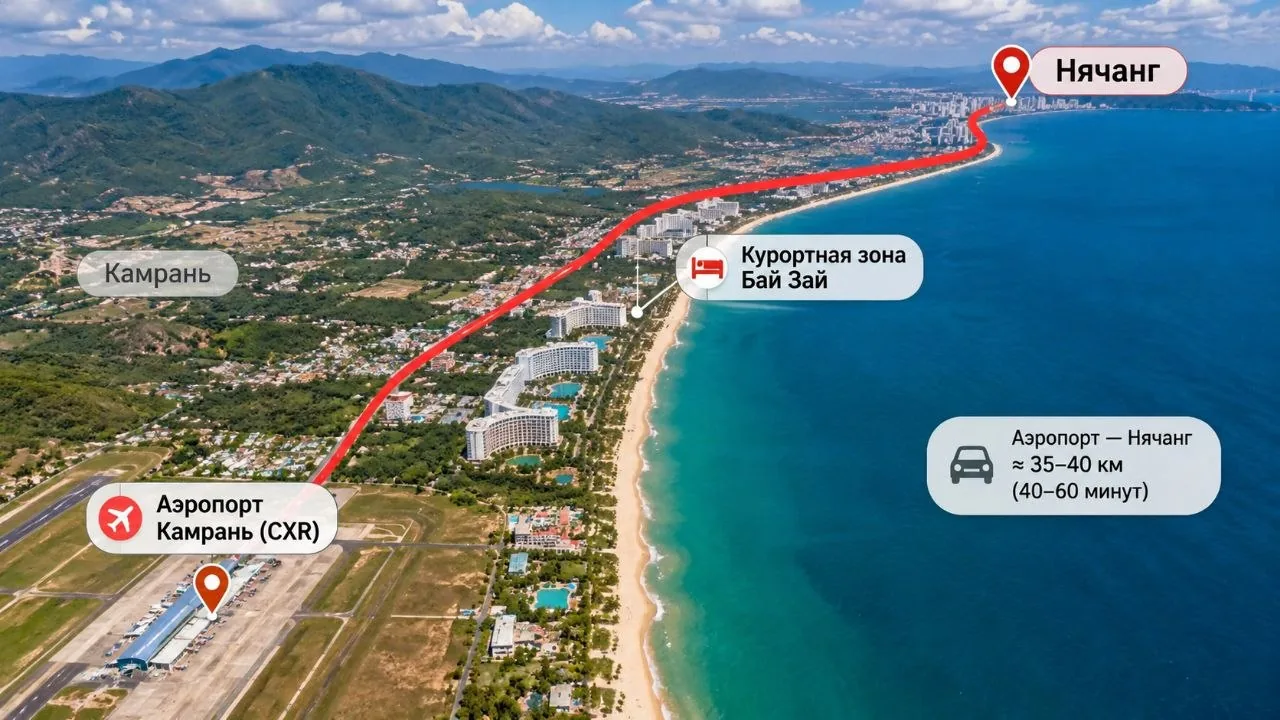 Нячанг
Курортная зона
Бай Зай
Камрань
Аэропорт — Нячанг
≈ 35–40 км
(40–60 минут)
Аэропорт
Камрань (CXR)